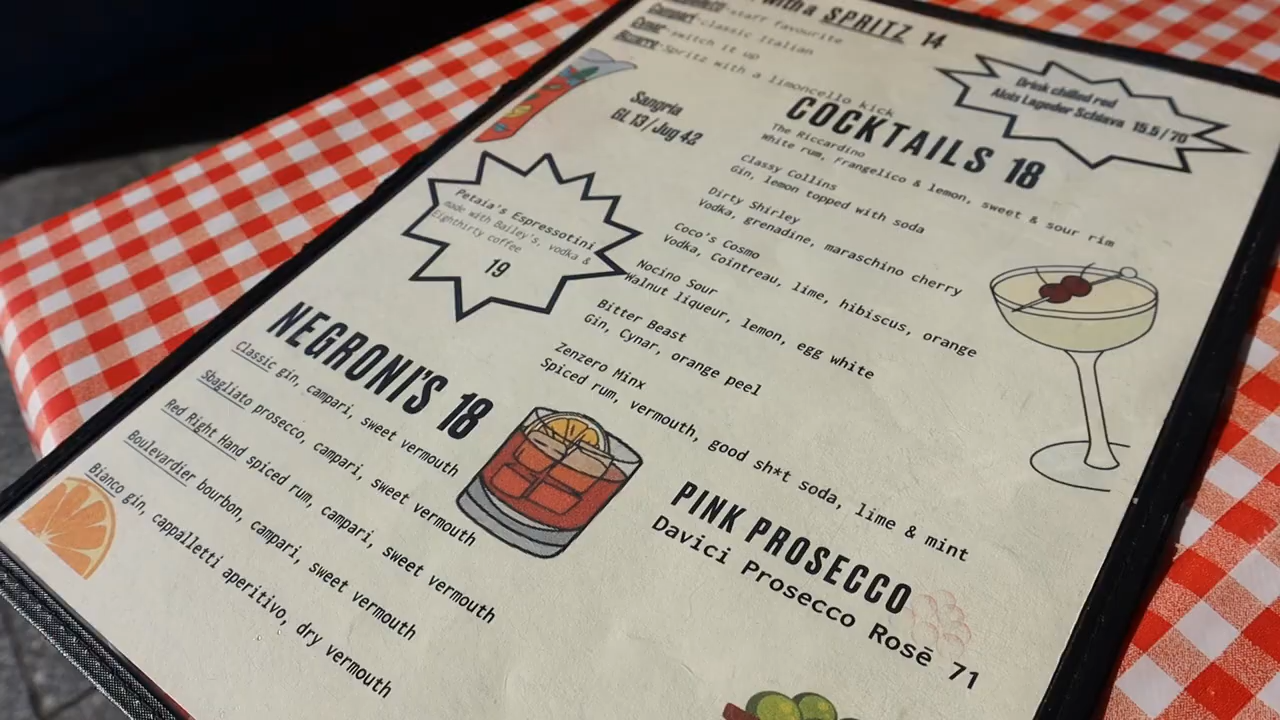 with a SPRITZ 14
staff favourite
Campari-classic Italian
Cynar-switch it up
Spritz with a limoncello kick
Drink chilled red
Alois Lageder Schiava 15.5 / 70
Sangria
GL 13 / Jug 42
COCKTAILS 18
The Riccardino
white rum, Frangelico & lemon, sweet & sour rim
Classy Collins
Gin, lemon topped with soda
Dirty Shirley
Vodka, grenadine, maraschino cherry
Coco's Cosmo
Vodka, Cointreau, lime, hibiscus, orange
Nocino Sour
Walnut liqueur, lemon, egg white
Bitter Beast
Gin, Cynar, orange peel
Zenzero Minx
Spiced rum, vermouth, good sh*t soda, lime & mint
Petaia's Espressotini
made with Bailey's, vodka &
Eighthirty coffee
19
NEGRONI'S 18
Classic gin, campari, sweet vermouth
Sbagliato prosecco, campari, sweet vermouth
Red Right Hand spiced rum, campari, sweet vermouth
Boulevardier bourbon, campari, sweet vermouth
Bianco gin, cappalletti aperitivo, dry vermouth
PINK PROSECCO
Davici Prosecco Rosē 71